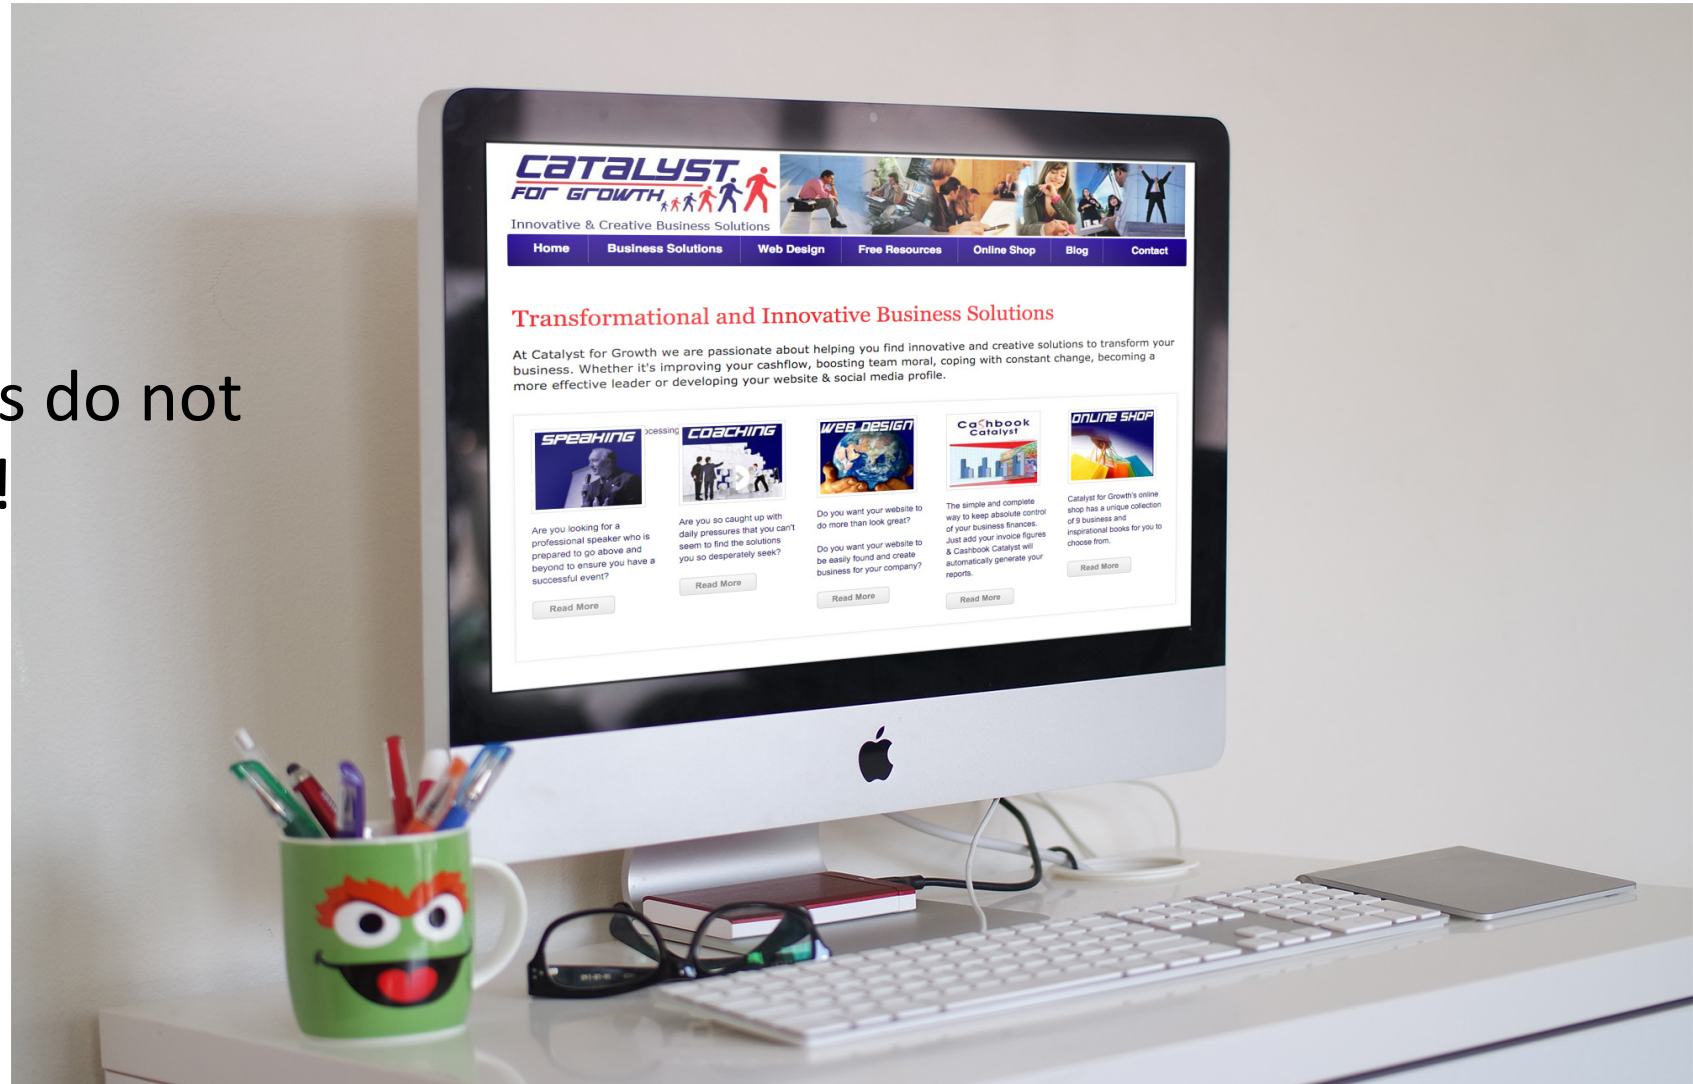 s do not
!
CATALYST
FOR GROWTH
Innovative & Creative Business Solutions
Home Business Solutions Web Design Free Resources Online Shop Blog Contact
Transformational and Innovative Business Solutions
At Catalyst for Growth we are passionate about helping you find innovative and creative solutions to transform your
business. Whether it's improving your cashflow, boosting team moral, coping with constant change, becoming a
more effective leader or developing your website & social media profile.
SPEAKING
Are you looking for a
professional speaker who is
prepared to go above and
beyond to ensure you have a
successful event?
Read More
ocessing
COACHING
Are you so caught up with
daily pressures that you can't
seem to find the solutions
you so desperately seek?
Read More
WEB DESIGN
Do you want your website to
do more than look great?
Do you want your website to
be easily found and create
business for your company?
Read More
Cashbook
Catalyst
The simple and complete
way to keep absolute control
of your business finances.
Just add your invoice figures
& Cashbook Catalyst will
automatically generate your
reports.
Read More
ONLINE SHOP
Catalyst for Growth's online
shop has a unique collection
of 9 business and
inspirational books for you to
choose from.
Read More